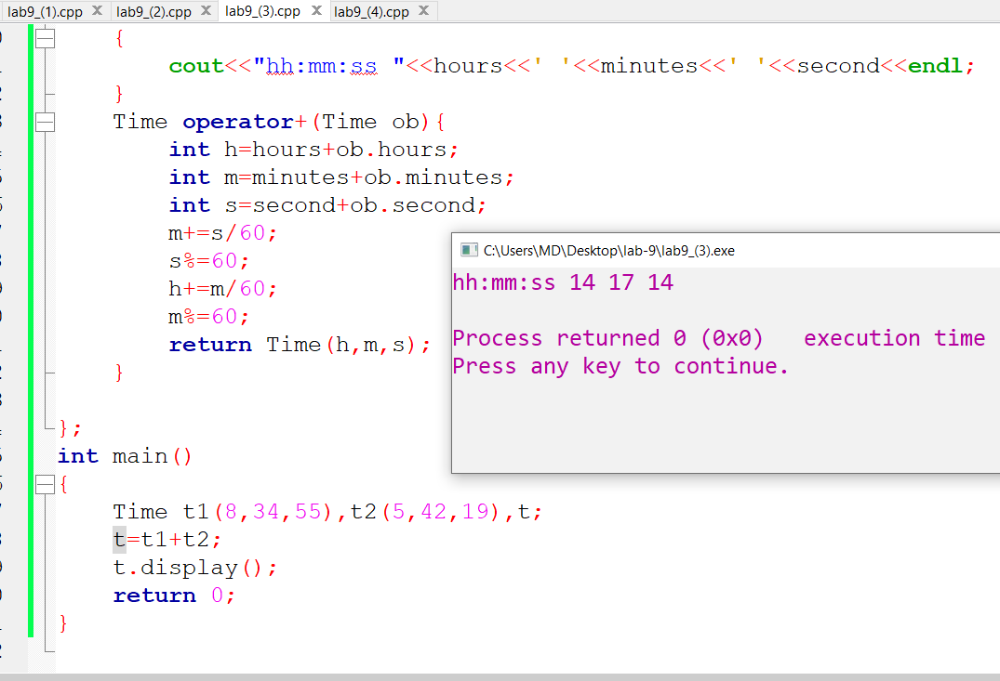 lab9_(1).cpp X lab9_(2).cpp X lab9_(3).cpp X lab9_(4).cpp X
{
cout<<"hh:mm:ss "<<hours<<' '<<minutes<<' '<<second<<endl;
}
Time operator+(Time ob){
int h=hours+ob.hours;
int m=minutes+ob.minutes;
int s=second+ob.second;
m+=s/60;
s%=60;
h+=m/60;
m%=60;
return Time(h,m,s);
}
};
int main()
{
Time t1(8,34,55),t2(5,42,19),t;
t=t1+t2;
t.display();
return 0;
}
C:\Users\MD\Desktop\lab-9\lab9_(3).exe
hh:mm:ss 14 17 14
Process returned 0 (0x0)   execution time
Press any key to continue.